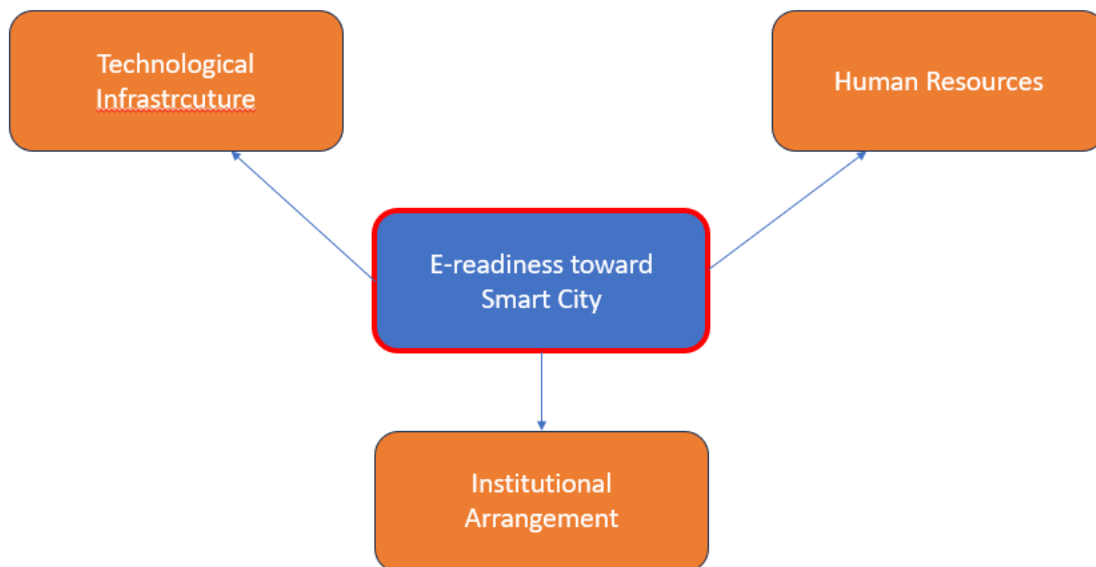 Technological
Infrastrcuture
Human Resources
E-readiness toward
Smart City
Institutional
Arrangement